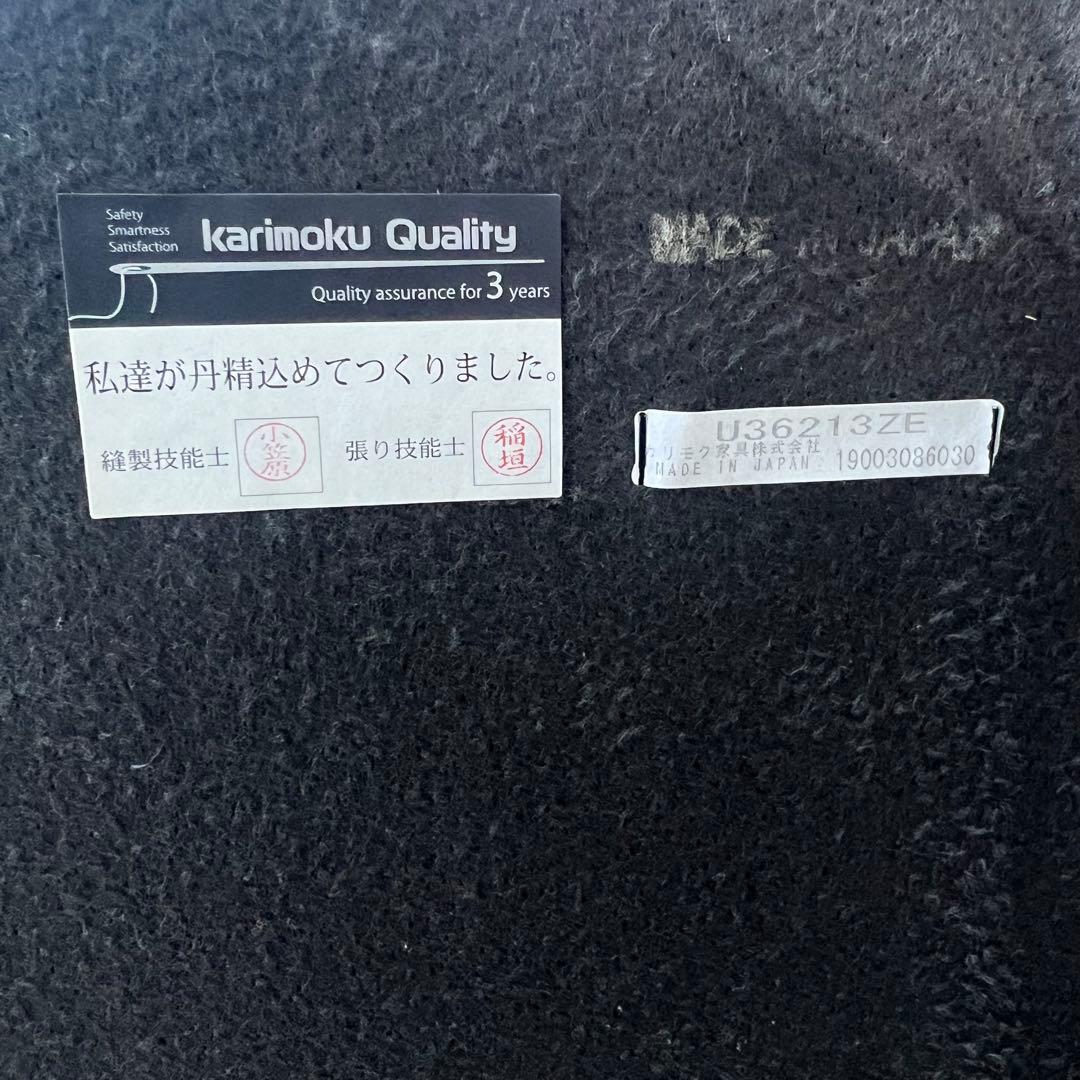 Safety
Smartness
Satisfaction
karimoku Quality
Quality assurance for 3 years
私達が丹精込めてつくりました。
縫製技能士 小笠原 張り技能士 稲垣
MADE IN JAPAN
U36213ZE
カリモク家具株式会社
MADE IN JAPAN 19003086030